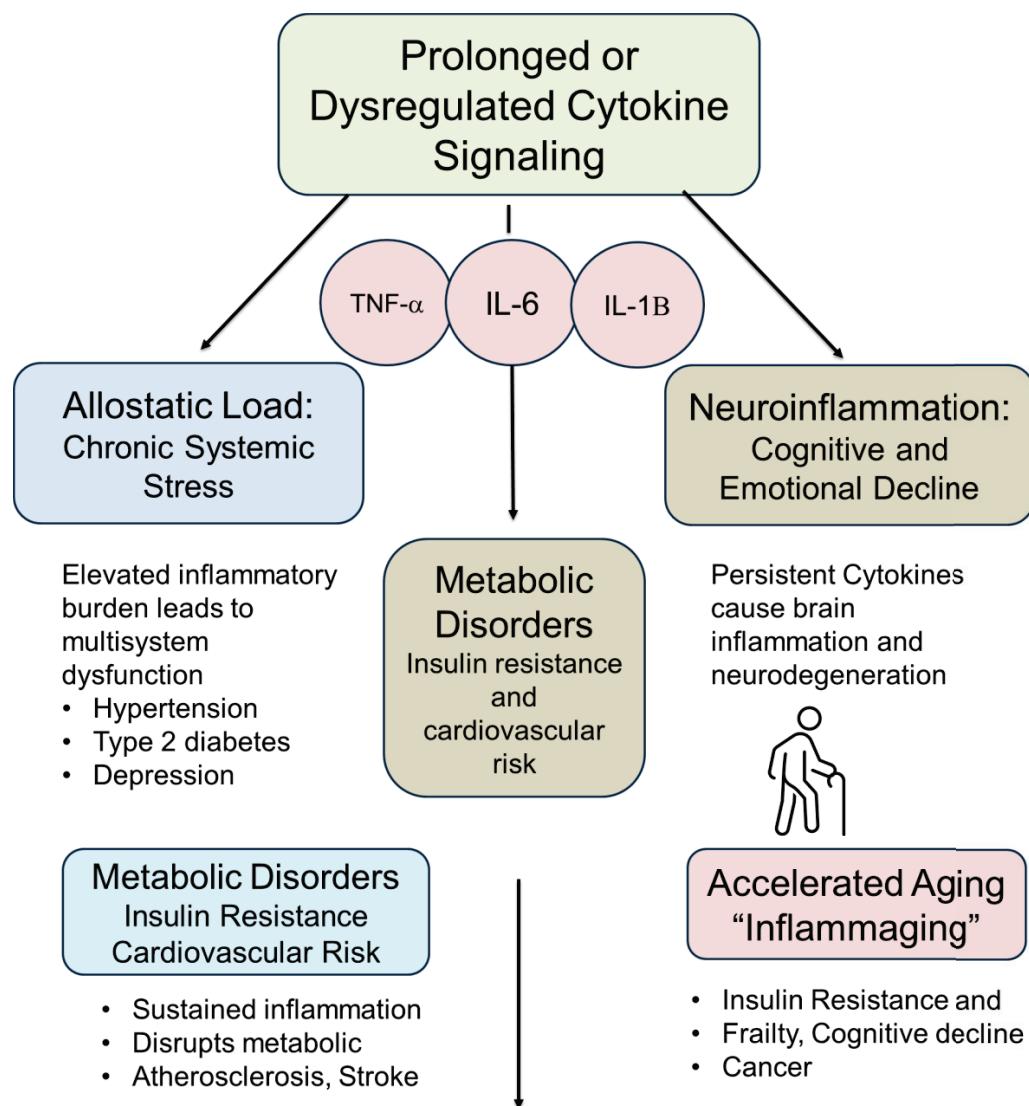 Prolonged or
Dysregulated Cytokine
Signaling
TNF-α
IL-6
IL-1B
Allostatic Load:
Chronic Systemic
Stress
Neuroinflammation:
Cognitive and
Emotional Decline
Elevated inflammatory
burden leads to
multisystem
dysfunction
• Hypertension
• Type 2 diabetes
• Depression
Metabolic
Disorders
Insulin resistance
and
cardiovascular
risk
Persistent Cytokines
cause brain
inflammation and
neurodegeneration
Metabolic Disorders
Insulin Resistance
Cardiovascular Risk
• Sustained inflammation
• Disrupts metabolic
• Atherosclerosis, Stroke
Accelerated Aging
“Inflammaging”
• Insulin Resistance and
• Frailty, Cognitive decline
• Cancer